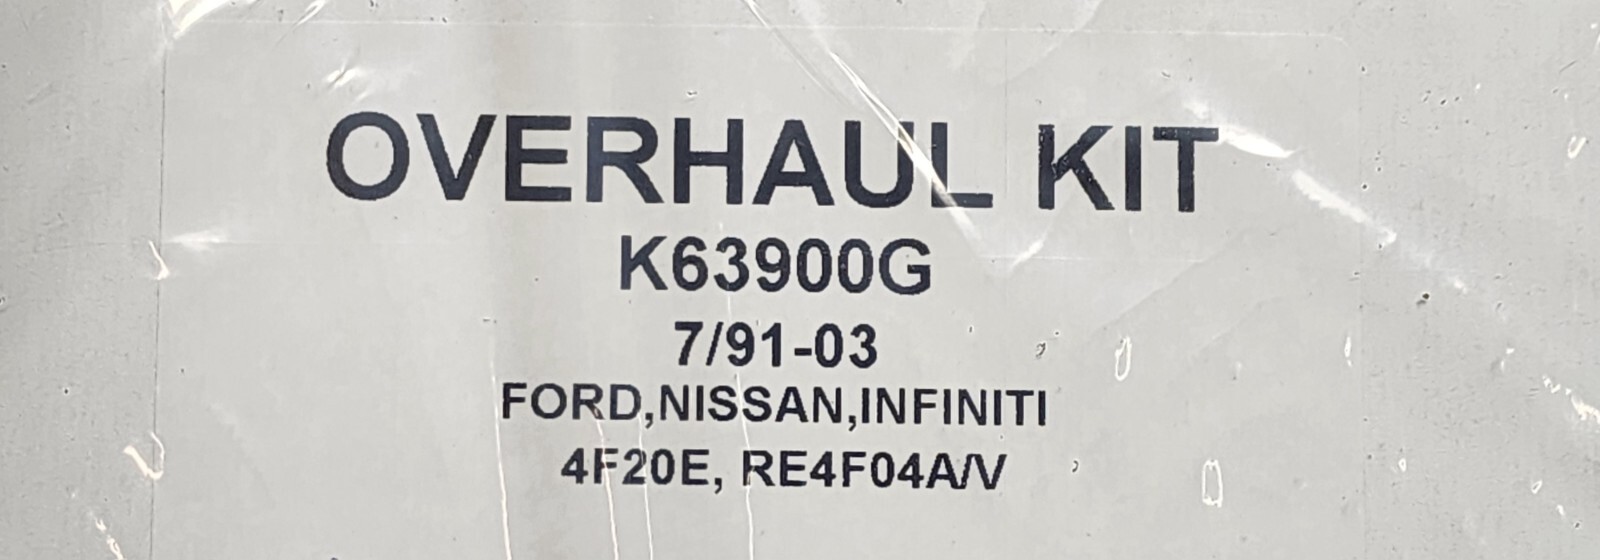 OVERHAUL KIT
K63900G
7/91-03
FORD,NISSAN,INFINITI
4F20E, RE4F04A/V